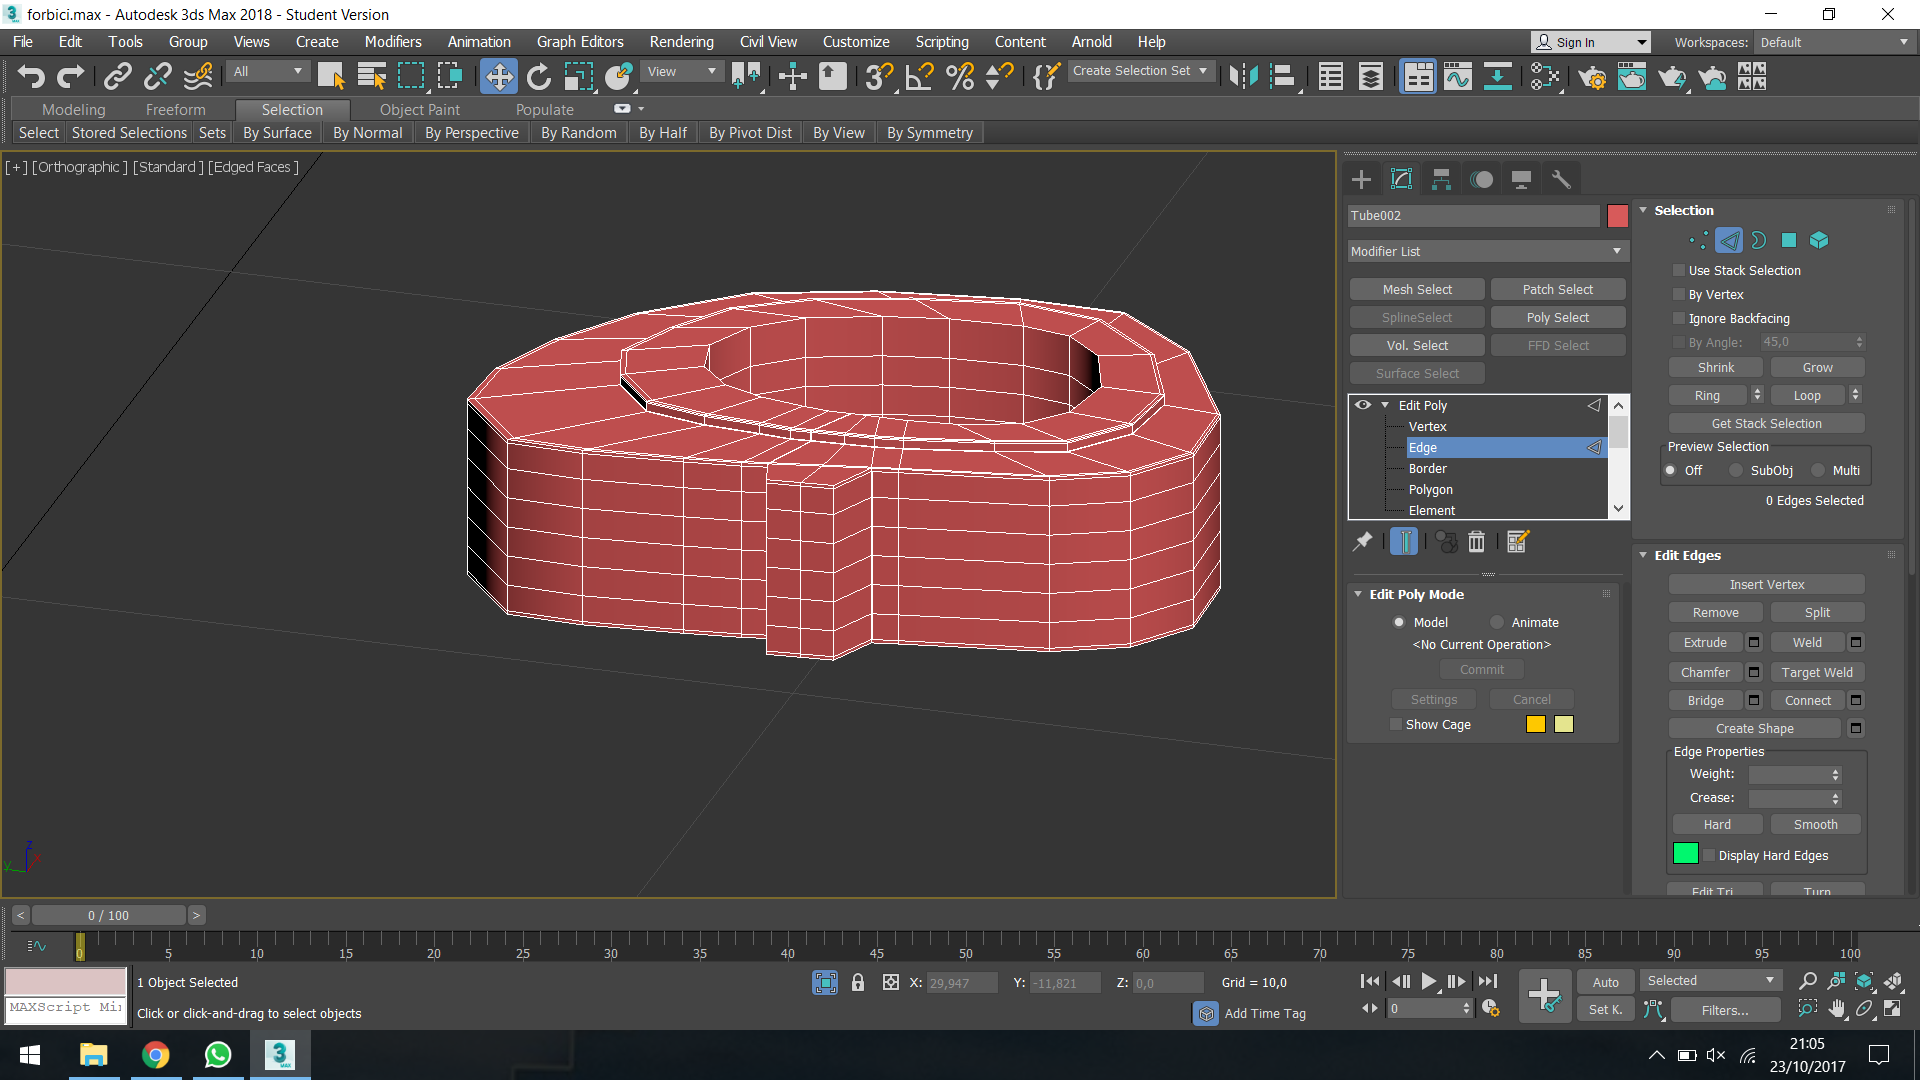 forbici.max - Autodesk 3ds Max 2018 - Student Version
File Edit Tools Group Views Create Modifiers Animation Graph Editors Rendering Civil View Customize Scripting Content Arnold Help
Sign In
Workspaces: Default
All
View
Create Selection Set
Modeling Freeform Selection Object Paint Populate
Select Stored Selections Sets By Surface By Normal By Perspective By Random By Half By Pivot Dist By View By Symmetry
[+] [Orthographic ] [Standard ] [Edged Faces ]
Tube002
Modifier List
Mesh Select Patch Select
SplineSelect Poly Select
Vol. Select FFD Select
Surface Select
Edit Poly
Vertex
Edge
Border
Polygon
Element
Edit Poly Mode
Model Animate
<No Current Operation>
Commit
Settings Cancel
Show Cage
Selection
Use Stack Selection
By Vertex
Ignore Backfacing
By Angle: 45,0
Shrink Grow
Ring Loop
Get Stack Selection
Preview Selection
Off SubObj Multi
0 Edges Selected
Edit Edges
Insert Vertex
Remove Split
Extrude Weld
Chamfer Target Weld
Bridge Connect
Create Shape
Edge Properties
Weight:
Crease:
Hard Smooth
Display Hard Edges
Edit Tri. Turn
z
x
y
< 0 / 100 >
0 5 10 15 20 25 30 35 40 45 50 55 60 65 70 75 80 85 90 95 100
1 Object Selected
X: 29,947 Y: -11,821 Z: 0,0 Grid = 10,0
Auto Selected
MAXScript Mi
Click or click-and-drag to select objects
Add Time Tag
0
Set K. Filters...
3
MAX
21:05
23/10/2017